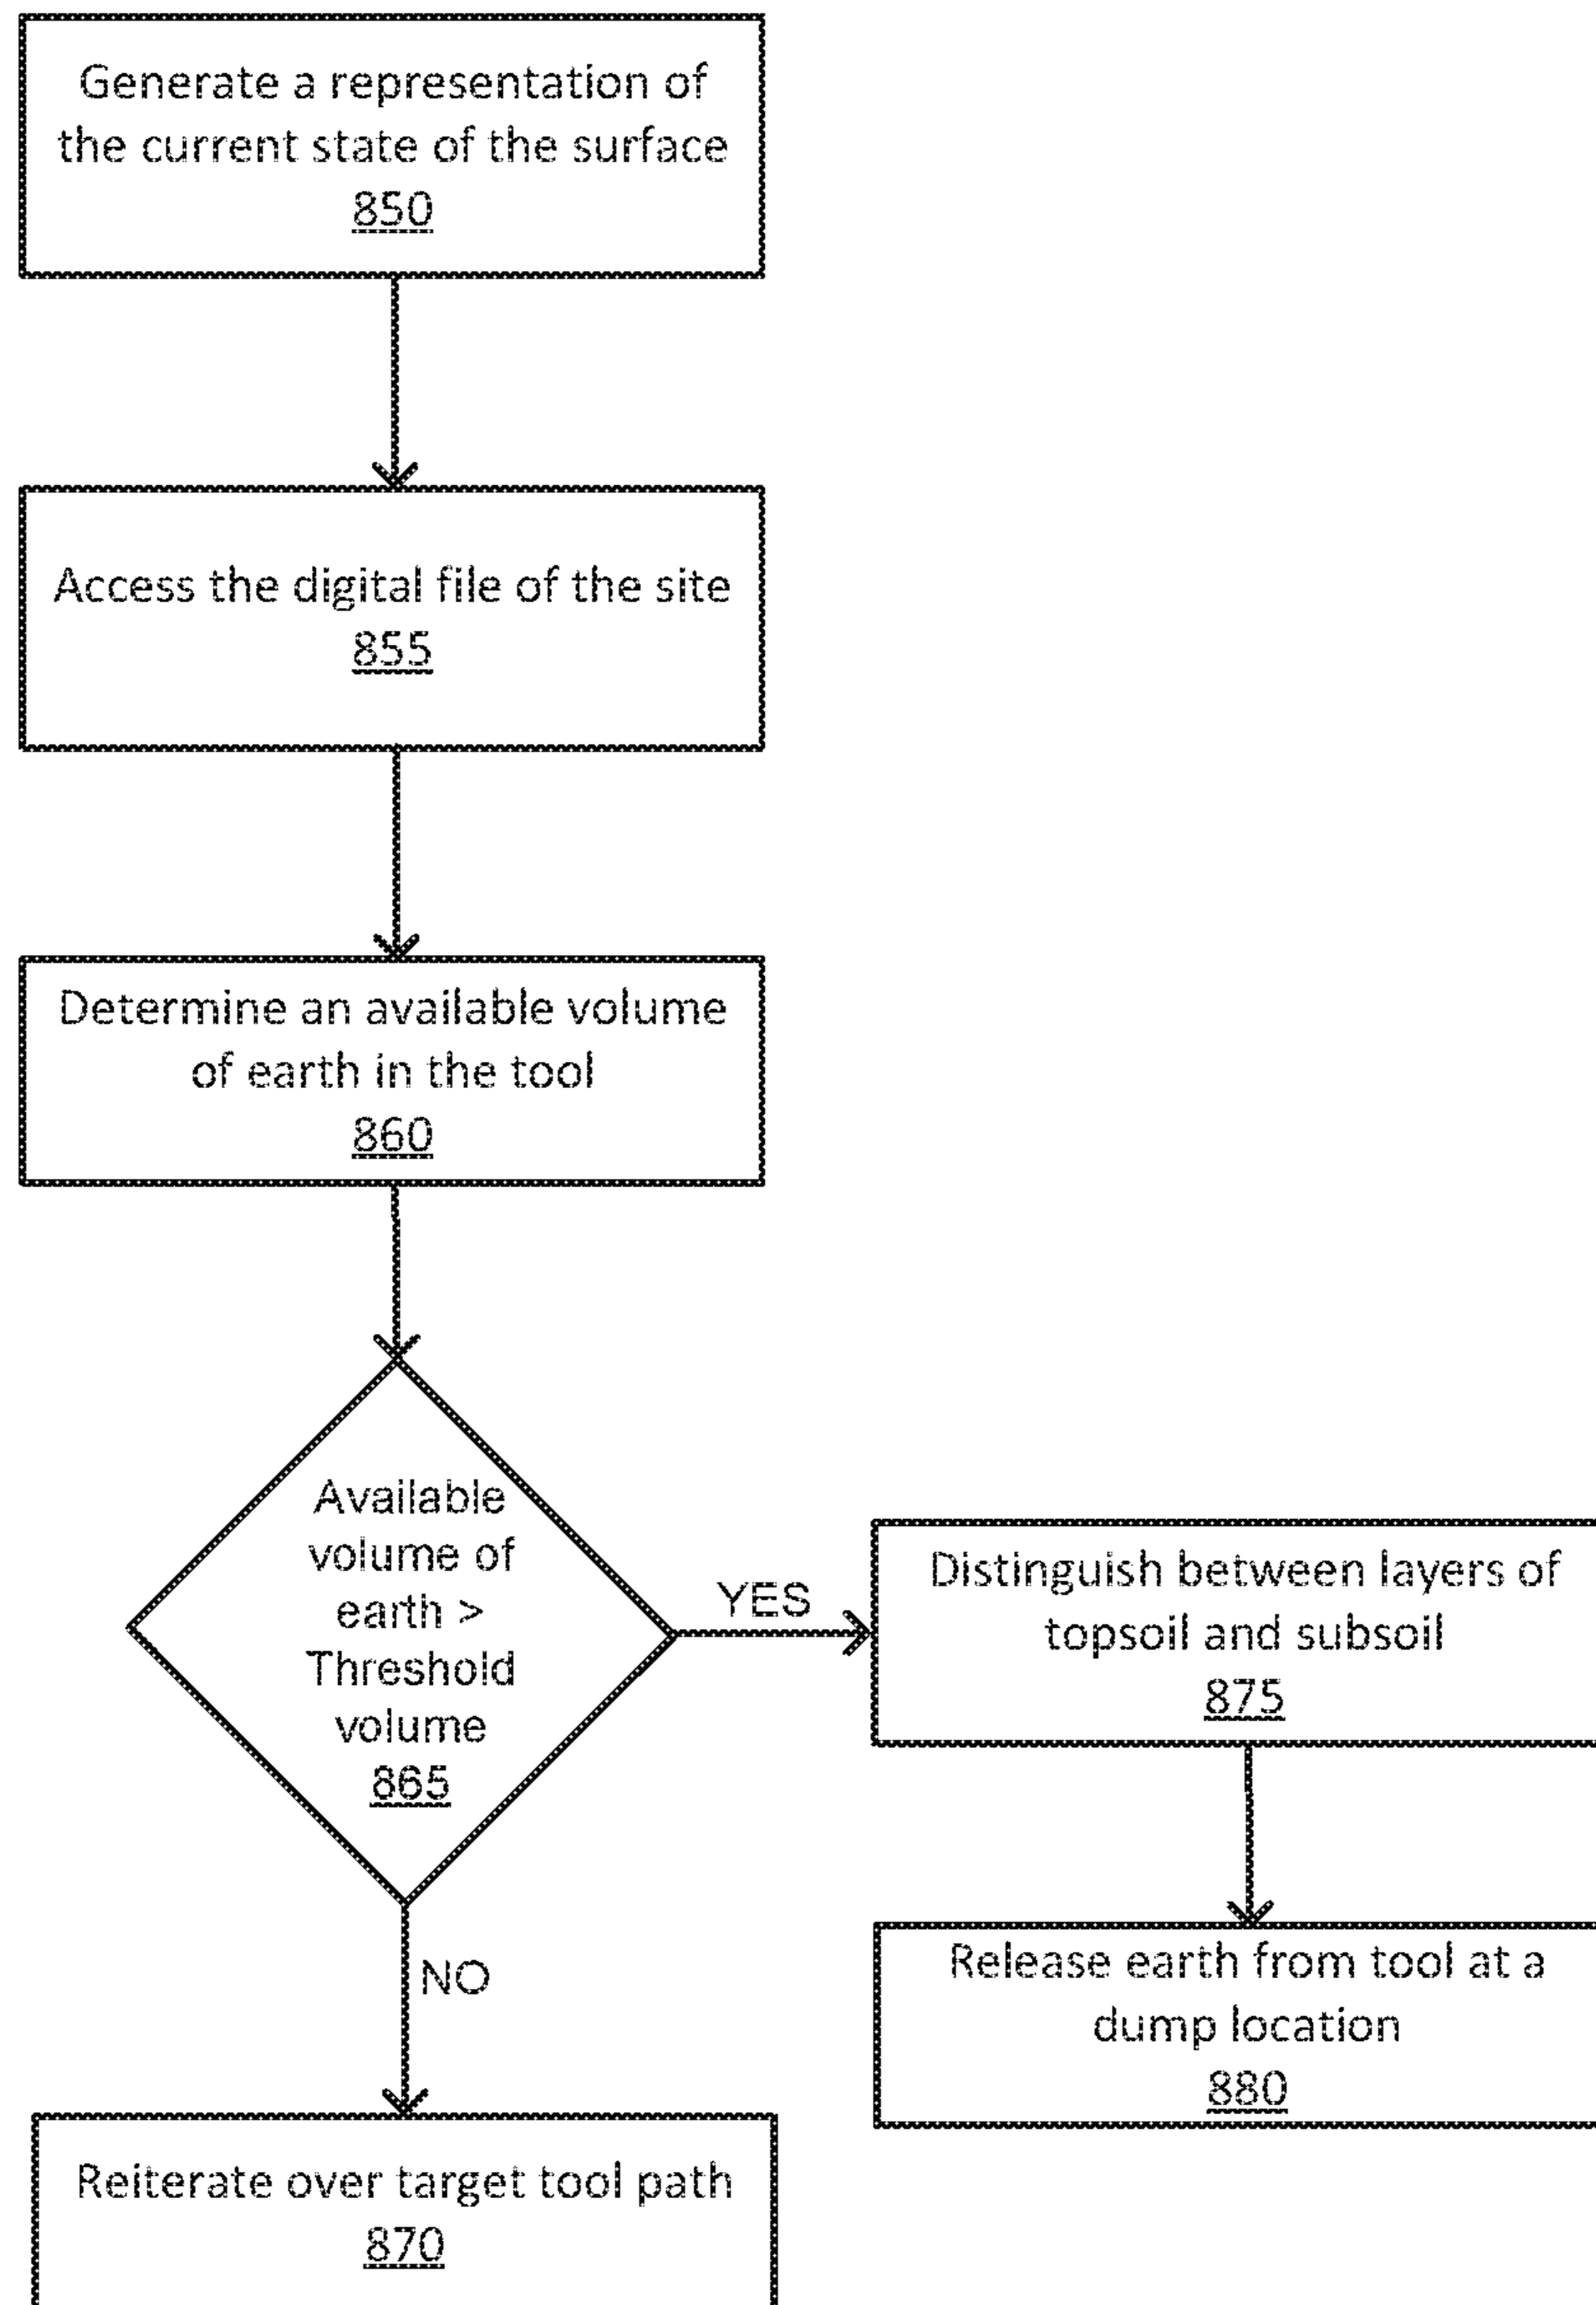 Generate a representation of
the current state of the surface
850
Access the digital file of the site
855
Determine an available volume
of earth in the tool
860
Available
volume of
earth >
Threshold
volume
865
YES
Distinguish between layers of
topsoil and subsoil
875
Release earth from tool at a
dump location
880
NO
Reiterate over target tool path
870